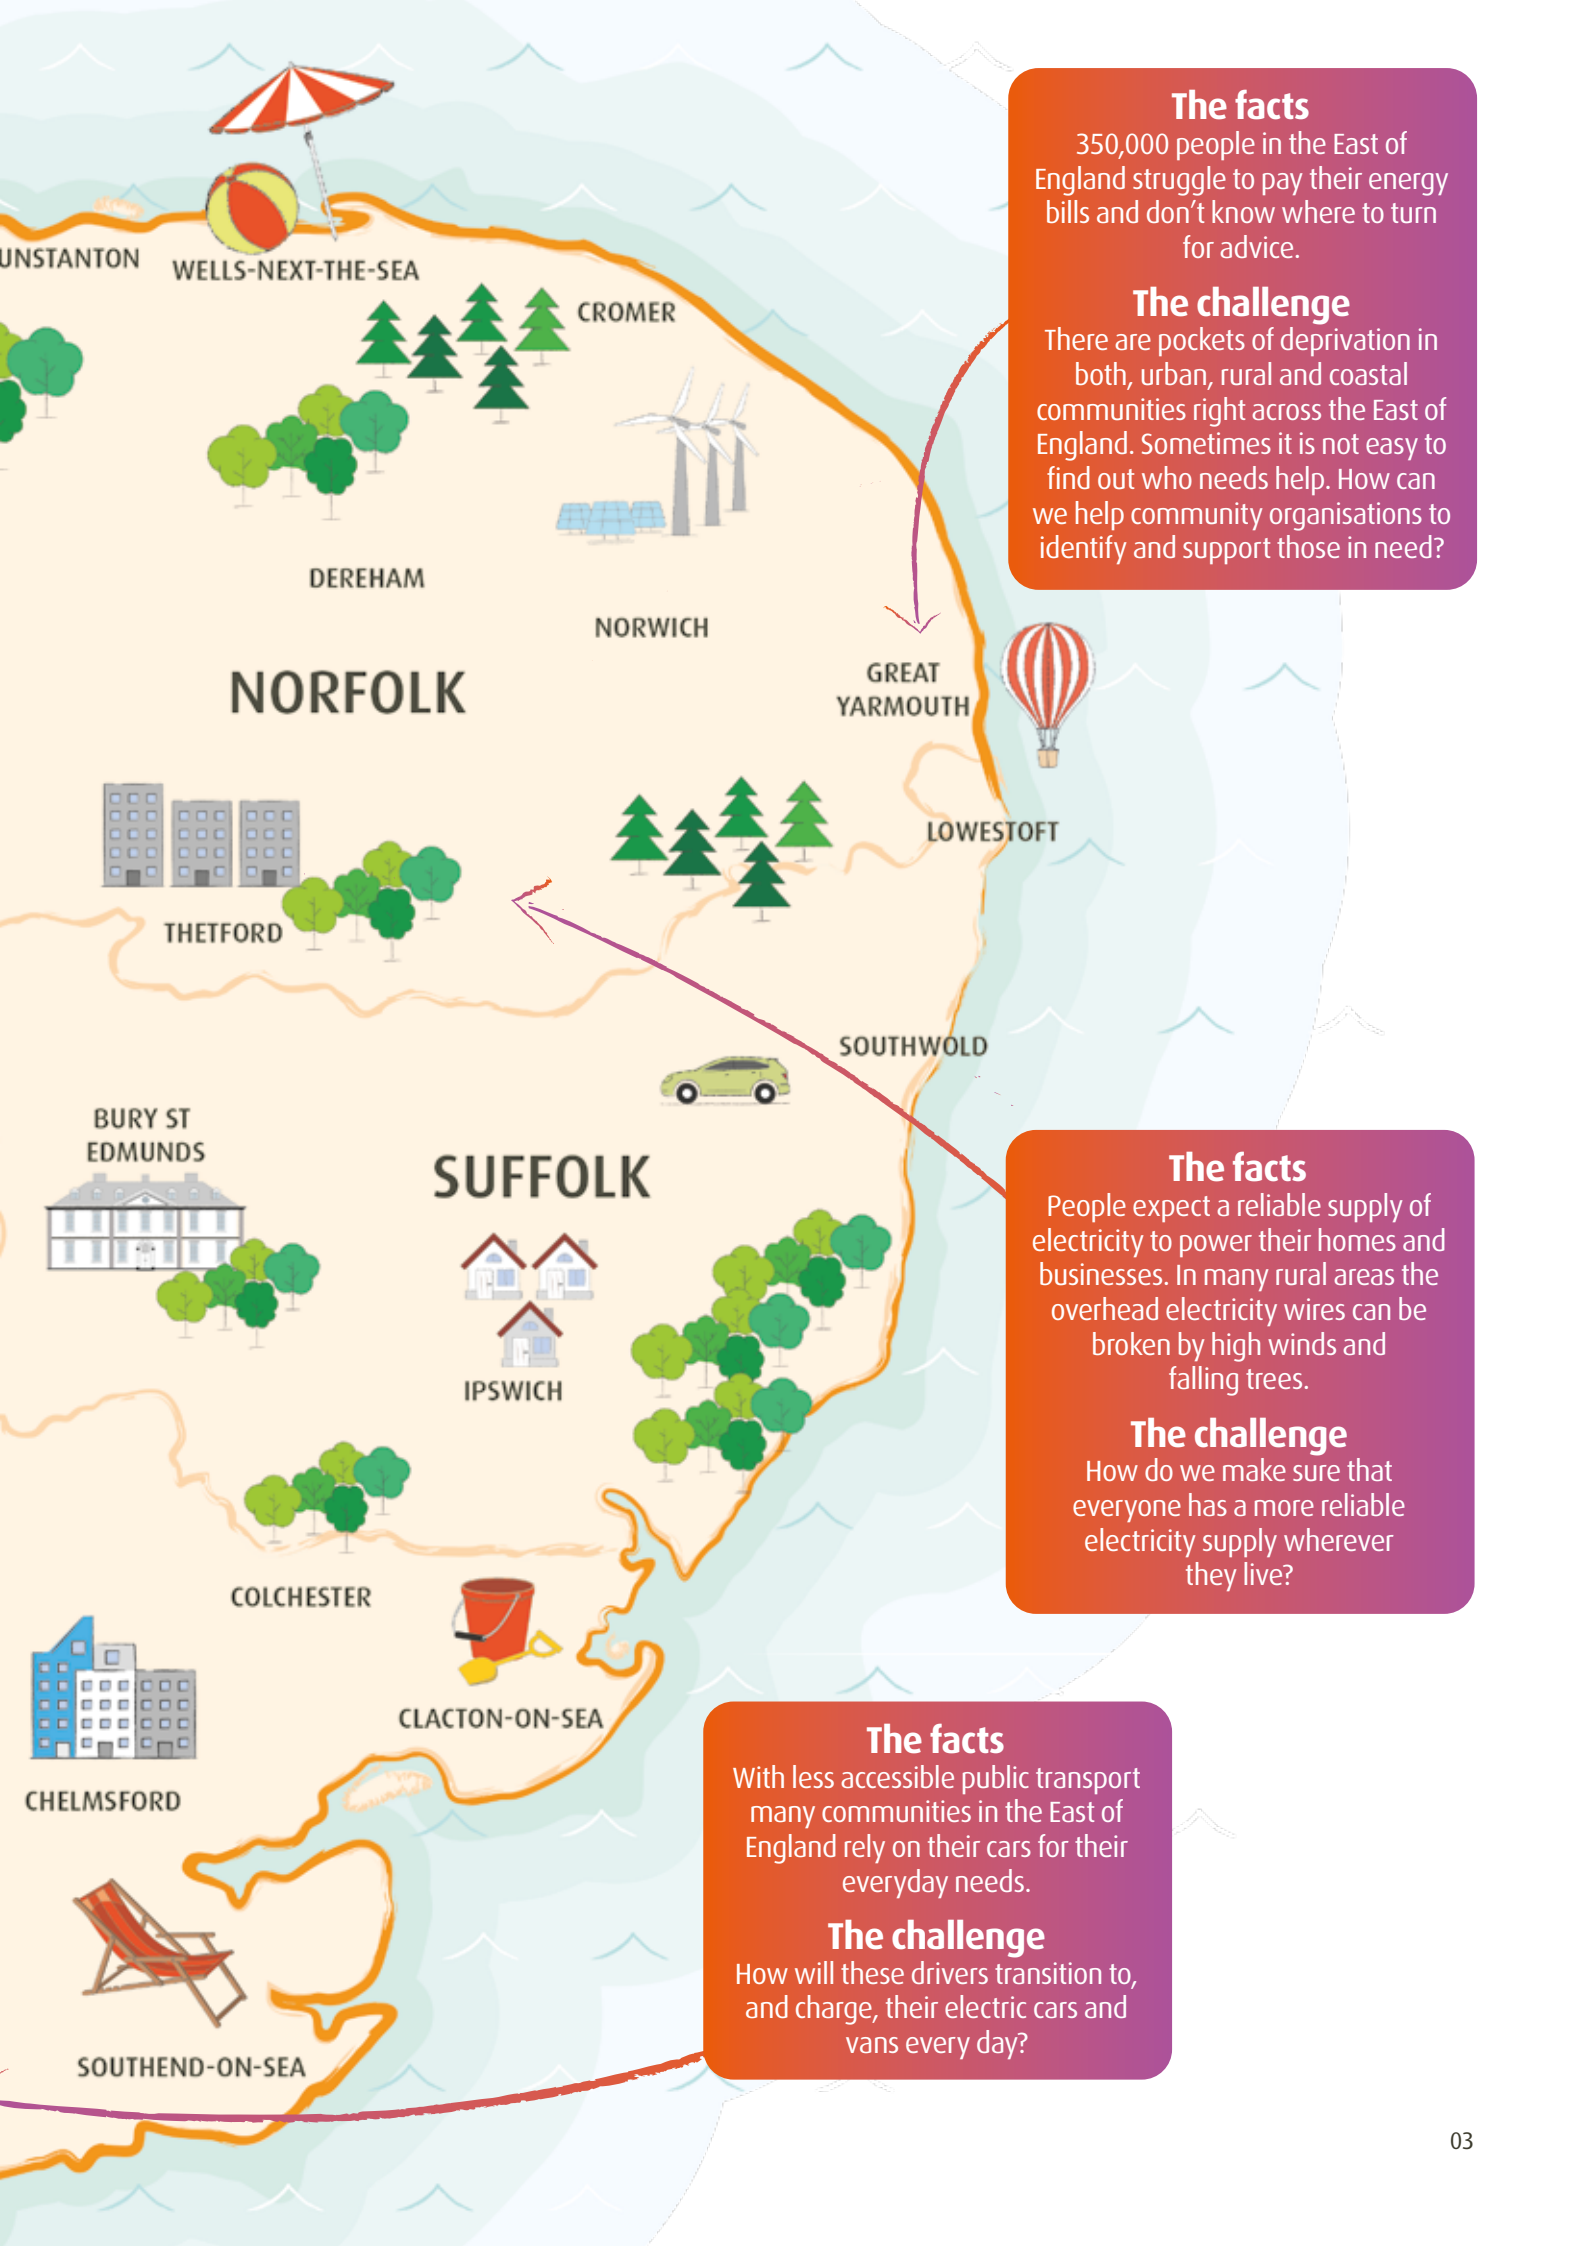 The facts
350,000 people in the East of
England struggle to pay their energy
bills and don't know where to turn
for advice.
The challenge
There are pockets of deprivation in
both, urban, rural and coastal
communities right across the East of
England. Sometimes it is not easy to
find out who needs help. How can
we help community organisations to
identify and support those in need?
UNSTANTON
WELLS-NEXT-THE-SEA
CROMER
DEREHAM
NORWICH
NORFOLK
GREAT
YARMOUTH
LOWESTOFT
THETFORD
SOUTHWOLD
BURY ST
EDMUNDS
SUFFOLK
IPSWICH
The facts
People expect a reliable supply of
electricity to power their homes and
businesses. In many rural areas the
overhead electricity wires can be
broken by high winds and
falling trees.
The challenge
How do we make sure that
everyone has a more reliable
electricity supply wherever
they live?
COLCHESTER
CLACTON-ON-SEA
CHELMSFORD
SOUTHEND-ON-SEA
The facts
With less accessible public transport
many communities in the East of
England rely on their cars for their
everyday needs.
The challenge
How will these drivers transition to,
and charge, their electric cars and
vans every day?
03